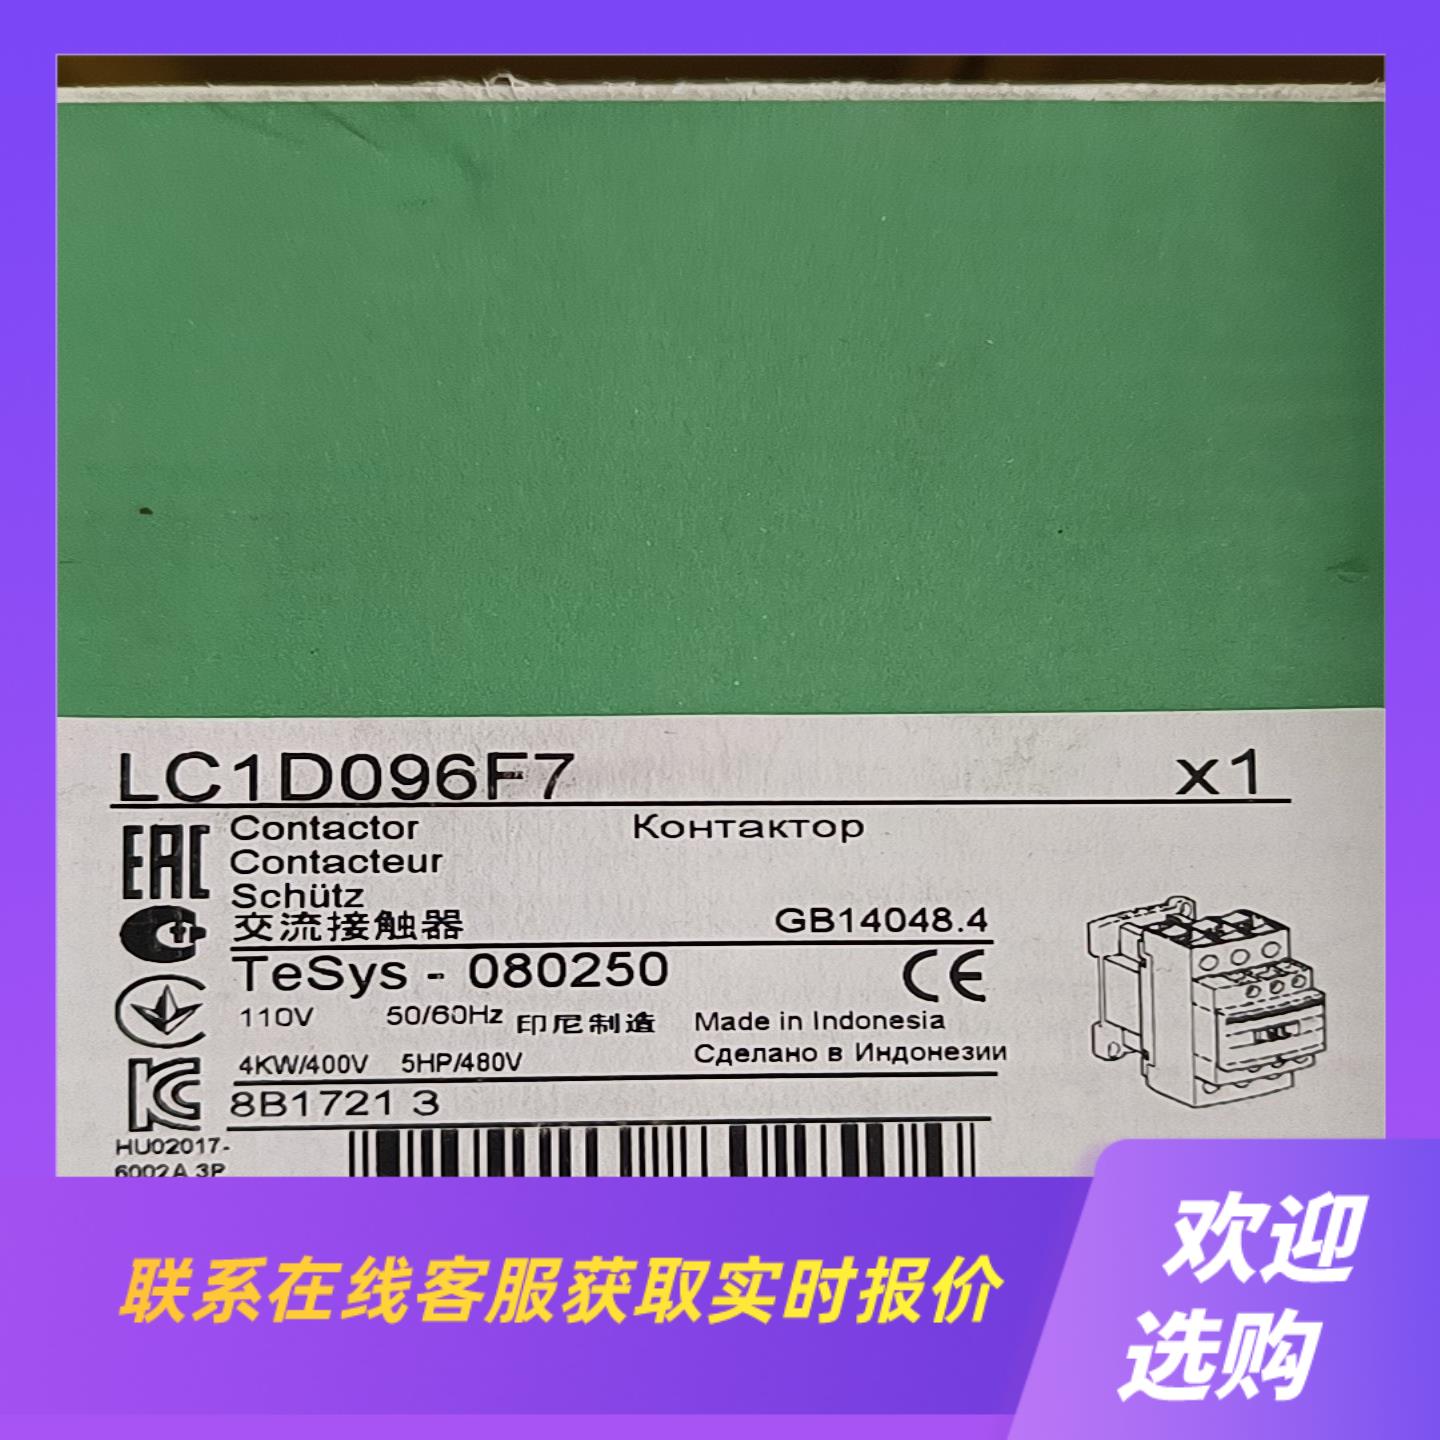 LC1D096F7 x1
EAC
Contactor Контактор
Contacteur
Schütz
交流接触器 GB14048.4
TeSys - 080250 CE
110V 50/60Hz 印尼制造 Made in Indonesia
4KW/400V 5HP/480V Сделано в Индонезии
8B1721 3
HU02017-
6002A 3P
联系在线客服获取实时报价
欢迎
选购